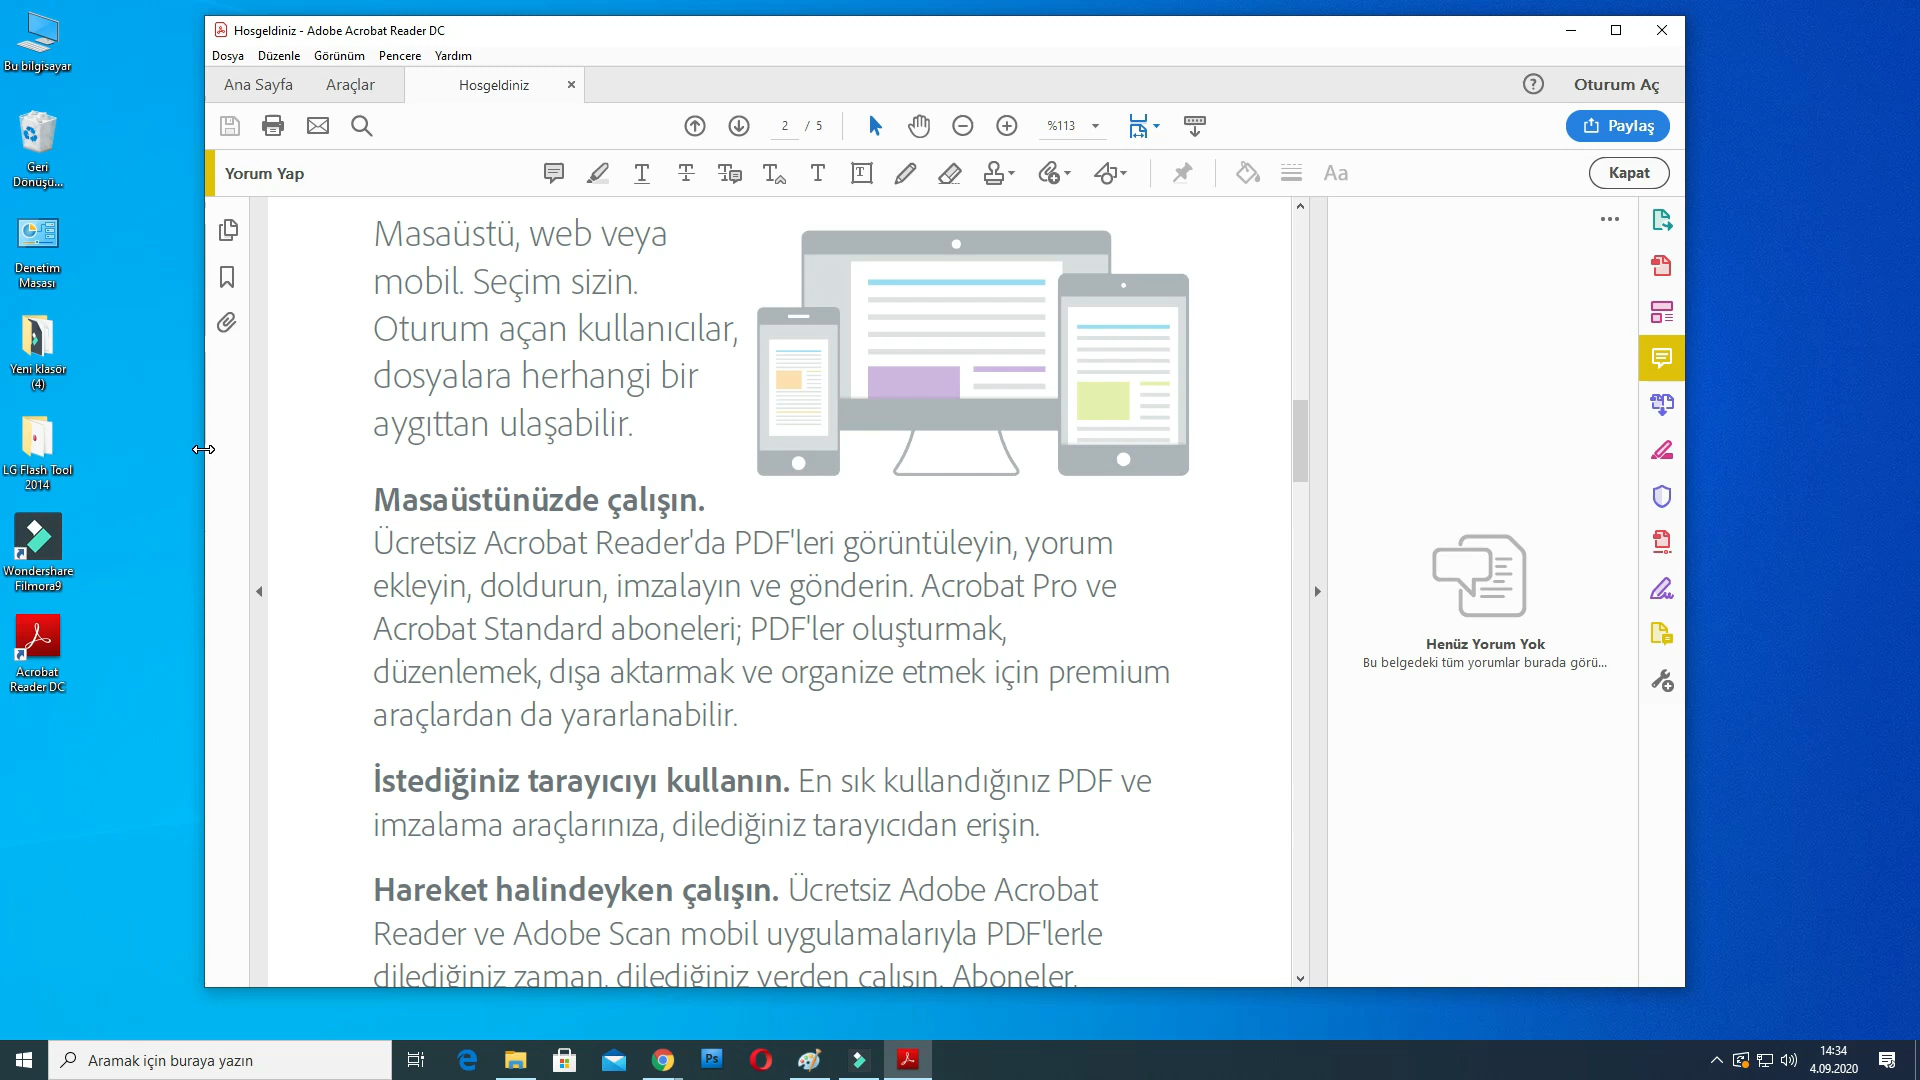 Hosgeldiniz - Adobe Acrobat Reader DC
Dosya Düzenle Görünüm Pencere Yardım
Ana Sayfa Araçlar Hosgeldiniz Oturum Aç
2 / 5 %113 Paylaş
Yorum Yap Aa Kapat
Bu bilgisayar
Geri
Dönüşü...
Denetim
Masası
Yeni klasör
(4)
LG Flash Tool
2014
Wondershare
Filmora9
Acrobat
Reader DC
Masaüstü, web veya
mobil. Seçim sizin.
Oturum açan kullanıcılar,
dosyalara herhangi bir
aygıttan ulaşabilir.
Masaüstünüzde çalışın.
Ücretsiz Acrobat Reader'da PDF'leri görüntüleyin, yorum
ekleyin, doldurun, imzalayın ve gönderin. Acrobat Pro ve
Acrobat Standard aboneleri; PDF'ler oluşturmak,
düzenlemek, dışa aktarmak ve organize etmek için premium
araçlardan da yararlanabilir.
İstediğiniz tarayıcıyı kullanın. En sık kullandığınız PDF ve
imzalama araçlarınıza, dilediğiniz tarayıcıdan erişin.
Hareket halindeyken çalışın. Ücretsiz Adobe Acrobat
Reader ve Adobe Scan mobil uygulamalarıyla PDF'lerle
dilediğiniz zaman, dilediğiniz yerden çalışın. Aboneler,
Henüz Yorum Yok
Bu belgedeki tüm yorumlar burada görü...
Aramak için buraya yazın
Ps
14:34
4.09.2020